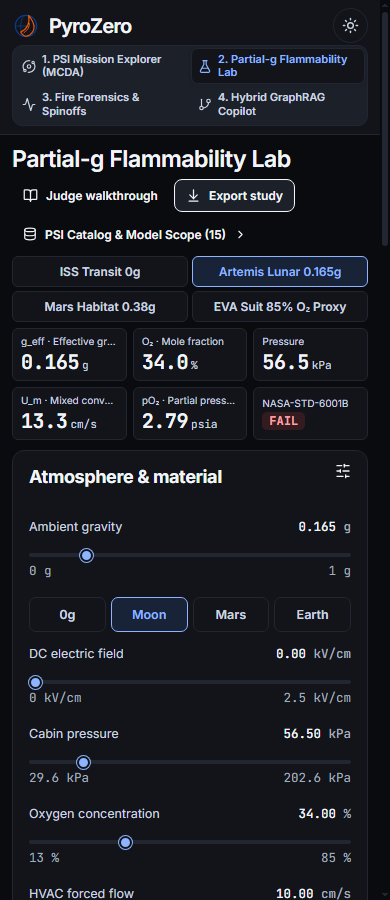 PyroZero
1. PSI Mission Explorer (MCDA)
2. Partial-g Flammability Lab
3. Fire Forensics & Spinoffs
4. Hybrid GraphRAG Copilot
Partial-g Flammability Lab
Judge walkthrough
Export study
PSI Catalog & Model Scope (15)
ISS Transit 0g
Artemis Lunar 0.165g
Mars Habitat 0.38g
EVA Suit 85% O₂ Proxy
g_eff · Effective gr...
0.165 g
O₂ · Mole fraction
34.0 %
Pressure
56.5 kPa
U_m · Mixed conv...
13.3 cm/s
pO₂ · Partial press...
2.79 psia
NASA-STD-6001B
FAIL
Atmosphere & material
Ambient gravity
0.165 g
0 g
1 g
0g
Moon
Mars
Earth
DC electric field
0.00 kV/cm
0 kV/cm
2.5 kV/cm
Cabin pressure
56.50 kPa
29.6 kPa
202.6 kPa
Oxygen concentration
34.00 %
13 %
85 %
HVAC forced flow
10.00 cm/s